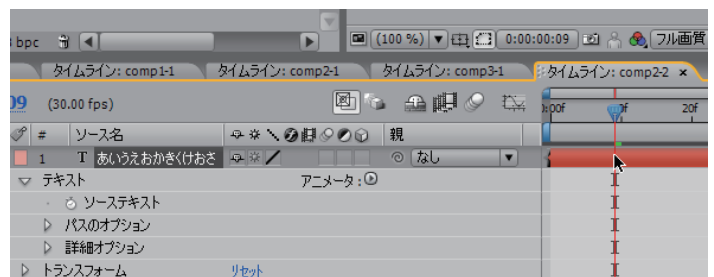 bpc (100 %) 0:00:00:09 フル画質
タイムライン: comp1-1 タイムライン: comp2-1 タイムライン: comp3-1 タイムライン: comp2-2 ×
09 (30.00 fps) 00f 20f
# ソース名 親
1 T あいうえおかきくけおさ なし
テキスト アニメータ :
ソーステキスト
パスのオプション
詳細オプション
トランスフォーム リセット